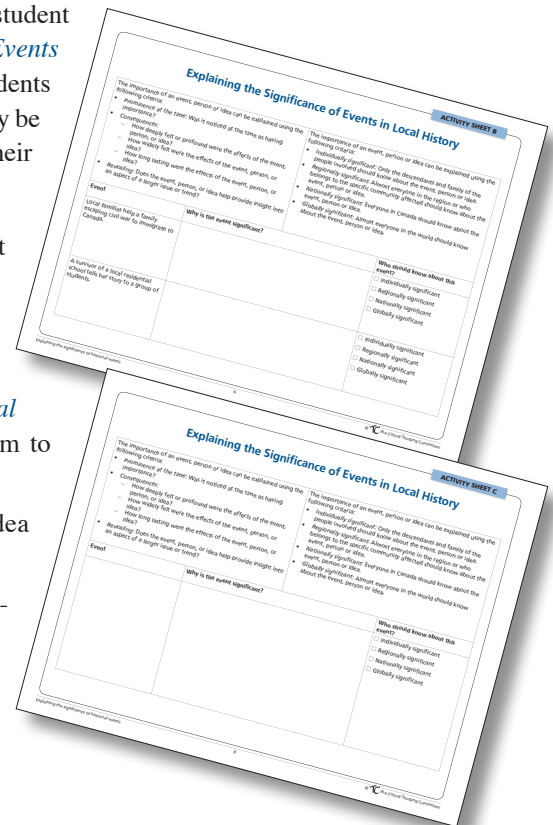 student
Events
dents
y be
heir
t
al
m to
dea
-
ACTIVITY SHEET B
Explaining the Significance of Events in Local History
The importance of an event, person or idea can be explained using the
following criteria:
• Prominence at the time: Was it noticed at the time as having
importance?
• Consequences:
– How deeply felt or profound were the effects of the event,
person, or idea?
– How widely felt were the effects of the event, person, or
idea?
– How long lasting were the effects of the event, person, or
idea?
• Revealing: Does the event, person, or idea help provide insight into
an aspect of a larger issue or trend?
The importance of an event, person or idea can be explained using the
following criteria:
• Individually significant: Only the descendants and family of the
people involved should know about the event, person or idea.
• Regionally significant: Almost everyone in the region or who
belongs to the specific community affected should know about the
event, person or idea.
• Nationally significant: Everyone in Canada should know about the
event, person or idea.
• Globally significant: Almost everyone in the world should know
about the event, person or idea
Event
Why is the event significant?
Who should know about this
event?
Local families help a family
escaping civil war to immigrate to
Canada.
□ Individually significant
□ Regionally significant
□ Nationally significant
□ Globally significant
A survivor of a local residential
school tells her story to a group of
students.
□ Individually significant
□ Regionally significant
□ Nationally significant
□ Globally significant
Explaining the significance of historical events
The Critical Thinking Consortium
ACTIVITY SHEET C
Explaining the Significance of Events in Local History
The importance of an event, person or idea can be explained using the
following criteria:
• Prominence at the time: Was it noticed at the time as having
importance?
• Consequences:
– How deeply felt or profound were the effects of the event,
person, or idea?
– How widely felt were the effects of the event, person, or
idea?
– How long lasting were the effects of the event, person, or
idea?
• Revealing: Does the event, person, or idea help provide insight into
an aspect of a larger issue or trend?
The importance of an event, person or idea can be explained using the
following criteria:
• Individually significant: Only the descendants and family of the
people involved should know about the event, person or idea.
• Regionally significant: Almost everyone in the region or who
belongs to the specific community affected should know about the
event, person or idea.
• Nationally significant: Everyone in Canada should know about the
event, person or idea.
• Globally significant: Almost everyone in the world should know
about the event, person or idea
Event
Why is the event significant?
Who should know about this
event?
□ Individually significant
□ Regionally significant
□ Nationally significant
□ Globally significant
Explaining the significance of historical events
The Critical Thinking Consortium